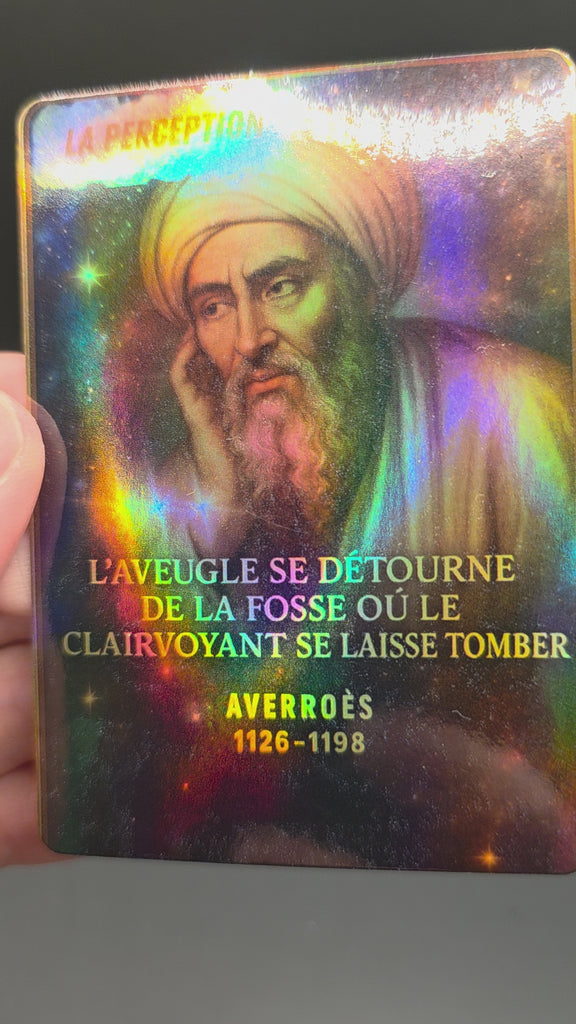 LA PERCEPTION
L'AVEUGLE SE DÉTOURNE
DE LA FOSSE OÚ LE
CLAIRVOYANT SE LAISSE TOMBER
AVERROÈS
1126-1198